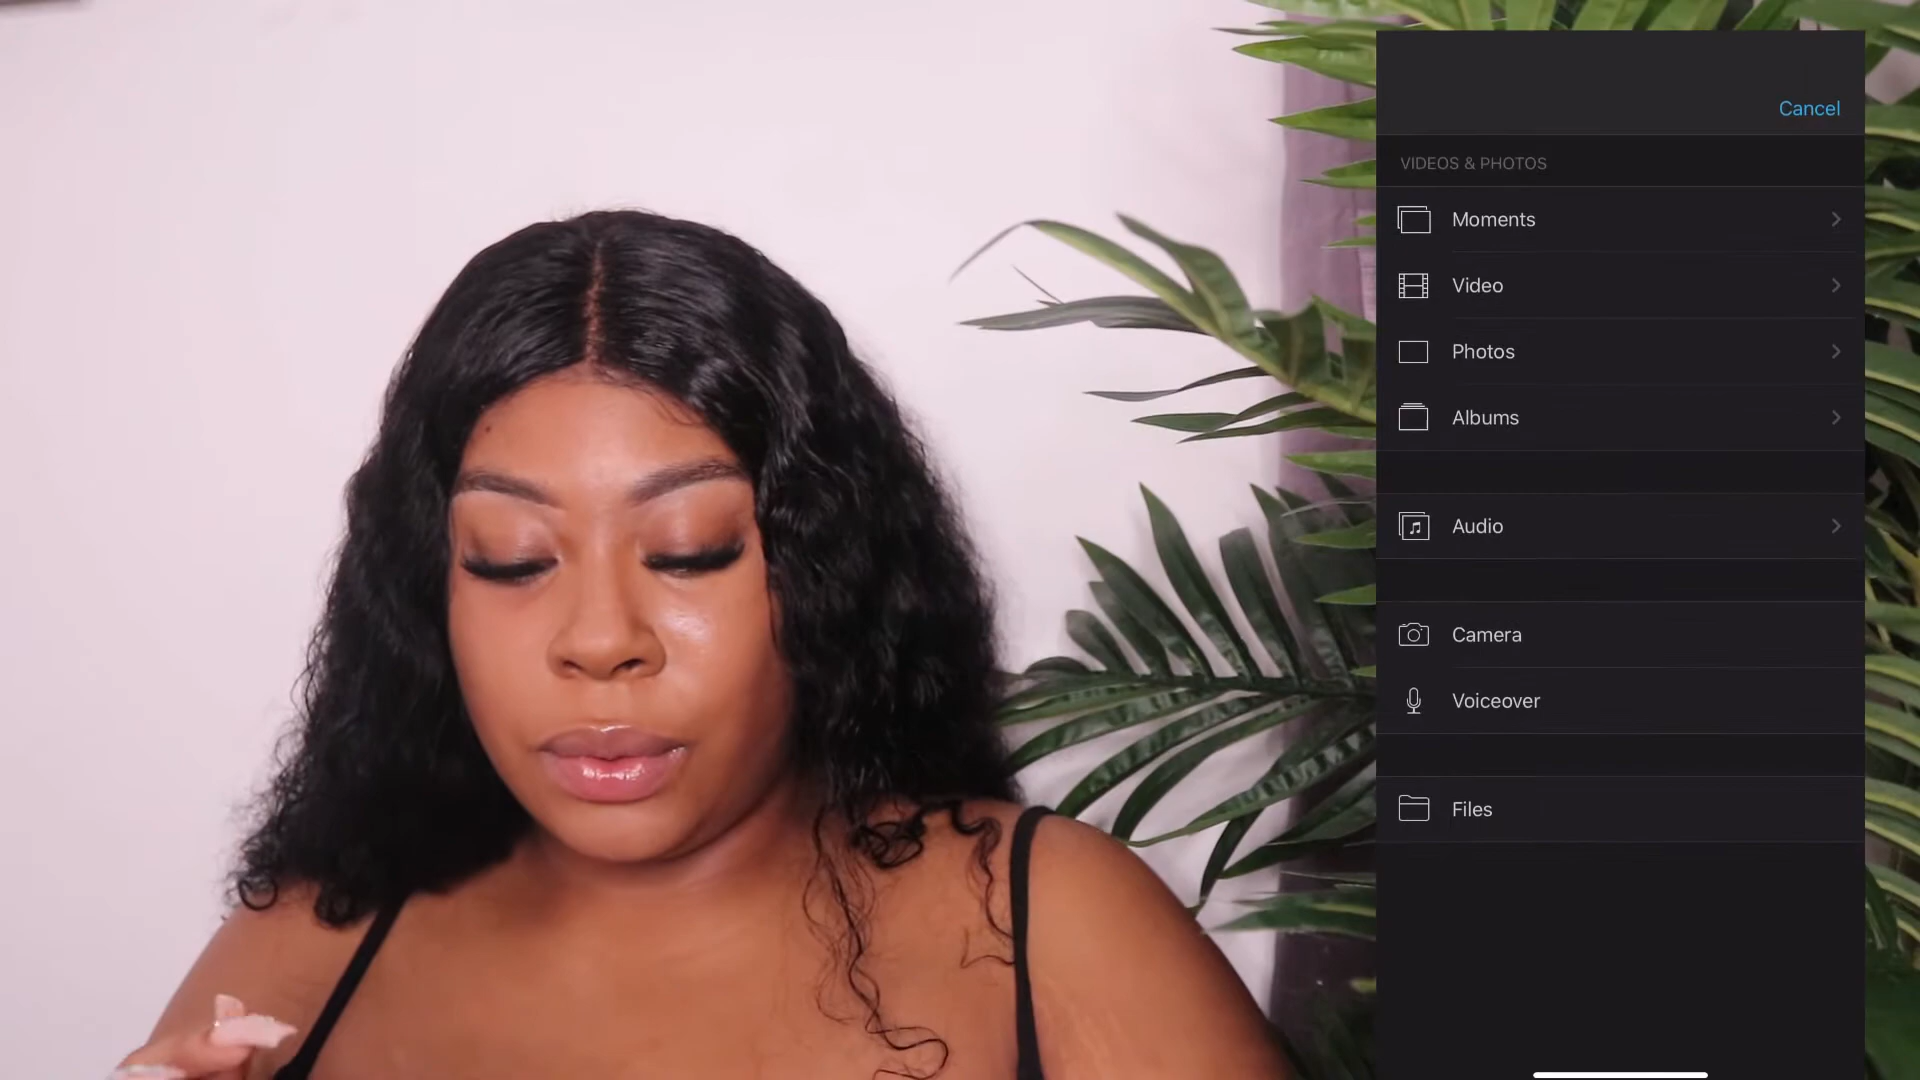 Cancel
VIDEOS & PHOTOS
Moments
Video
Photos
Albums
Audio
Camera
Voiceover
Files